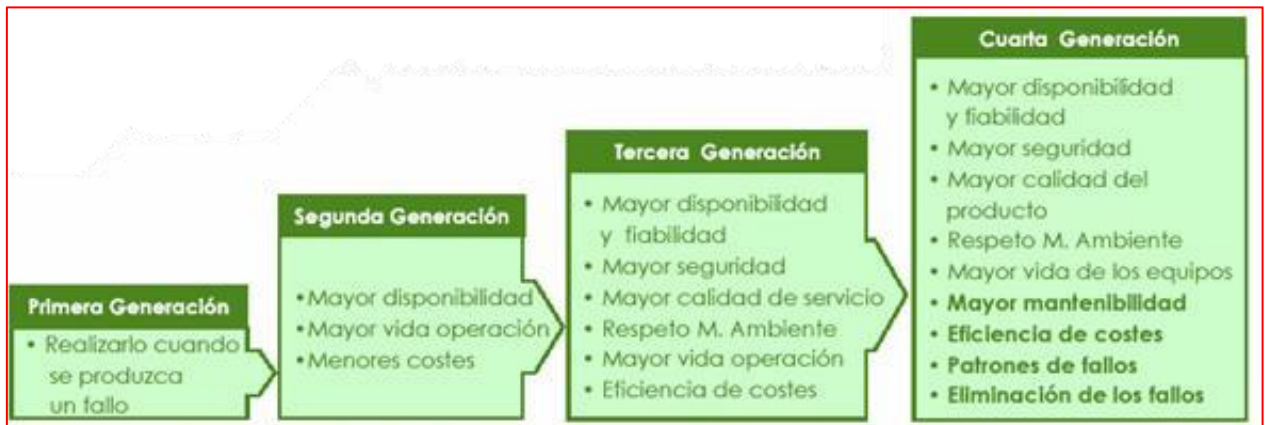 Primera Generación
• Realizarlo cuando
se produzca
un fallo
Segunda Generación
•Mayor disponibilidad
•Mayor vida operación
•Menores costes
Tercera Generación
• Mayor disponibilidad
y fiabilidad
• Mayor seguridad
• Mayor calidad de servicio
• Respeto M. Ambiente
• Mayor vida operación
• Eficiencia de costes
Cuarta Generación
• Mayor disponibilidad
y fiabilidad
• Mayor seguridad
• Mayor calidad del
producto
• Respeto M. Ambiente
• Mayor vida de los equipos
• Mayor mantenibilidad
• Eficiencia de costes
• Patrones de fallos
• Eliminación de los fallos